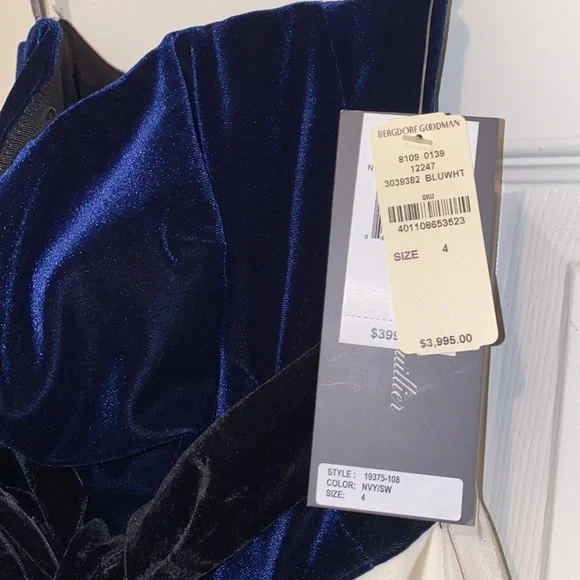 BERGDORF GOODMAN
8109 0139
12247
3039382 BLUWHT
SKU
401108653523
SIZE 4
$3,995.00
$399
STYLE: 19375-108
COLOR: NVY/SW
SIZE: 4